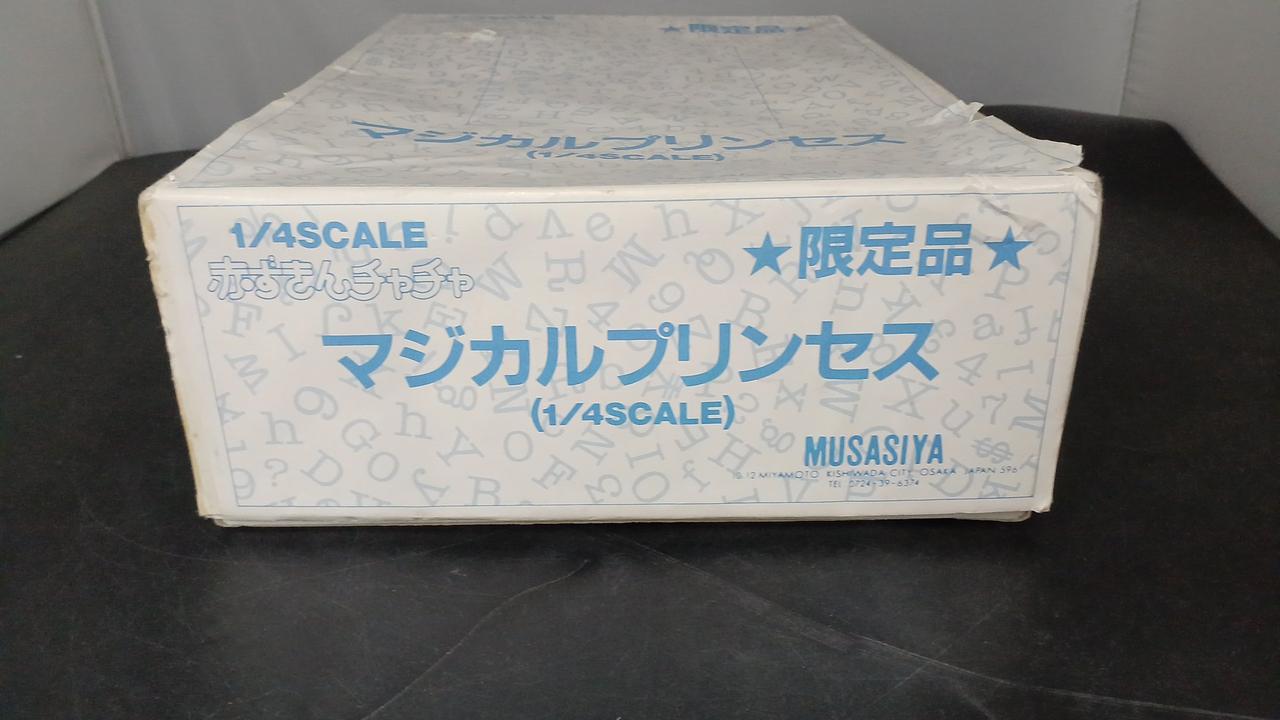 ★限定品★
マジカルプリンセス
(1/4SCALE)
1/4SCALE
★限定品★
赤ずきんチャチャ
マジカルプリンセス
(1/4SCALE)
MUSASIYA
12 MIYAMOTO KISHIWADA CITY OSAKA JAPAN 596
TEL 0724-39-6374